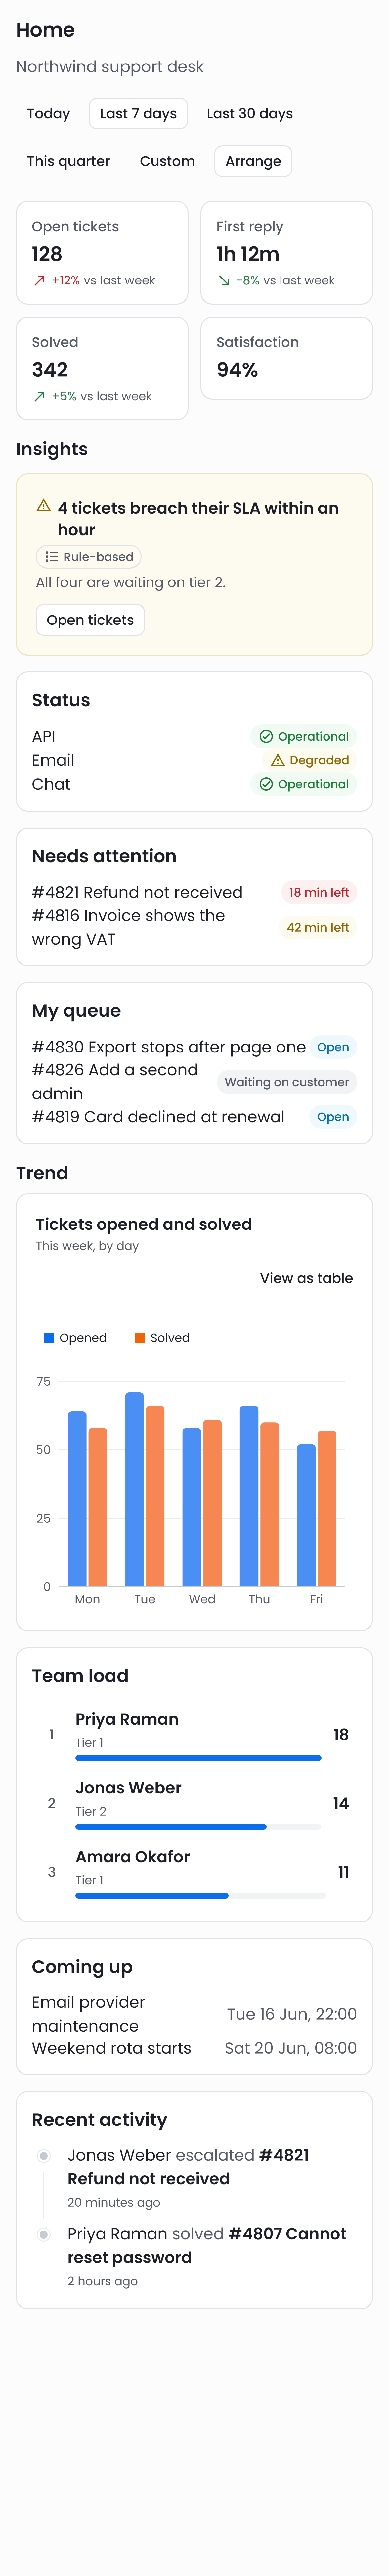 Home
Northwind support desk
Today
Last 7 days
Last 30 days
This quarter
Custom
Arrange
Open tickets
128
+12% vs last week
First reply
1h 12m
-8% vs last week
Solved
342
+5% vs last week
Satisfaction
94%
Insights
4 tickets breach their SLA within an
hour
Rule-based
All four are waiting on tier 2.
Open tickets
Status
API
Operational
Email
Degraded
Chat
Operational
Needs attention
#4821 Refund not received
18 min left
#4816 Invoice shows the
wrong VAT
42 min left
My queue
#4830 Export stops after page one
Open
#4826 Add a second
admin
Waiting on customer
#4819 Card declined at renewal
Open
Trend
Tickets opened and solved
This week, by day
View as table
Opened
Solved
75
50
25
0
Mon
Tue
Wed
Thu
Fri
Team load
1
Priya Raman
Tier 1
18
2
Jonas Weber
Tier 2
14
3
Amara Okafor
Tier 1
11
Coming up
Email provider
maintenance
Tue 16 Jun, 22:00
Weekend rota starts
Sat 20 Jun, 08:00
Recent activity
Jonas Weber escalated #4821
Refund not received
20 minutes ago
Priya Raman solved #4807 Cannot
reset password
2 hours ago